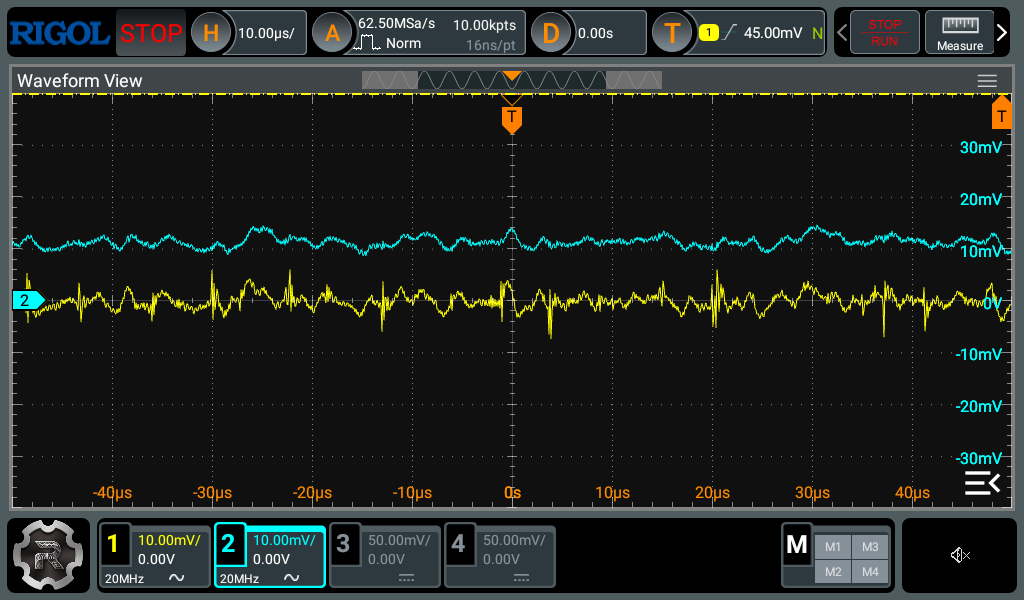 RIGOL STOP H 10.00µs/ A 62.50MSa/s 10.00kpts D 0.00s T 1 45.00mV N STOP
Norm 16ns/pt RUN Measure
Waveform View
T T
30mV
20mV
10mV
2 0V
-10mV
-20mV
-30mV
-40µs -30µs -20µs -10µs 0s 10µs 20µs 30µs 40µs
R 1 10.00mV/ 2 10.00mV/ 3 50.00mV/ 4 50.00mV/ M M1 M3
0.00V 0.00V 0.00V 0.00V M2 M4
20MHz 20MHz